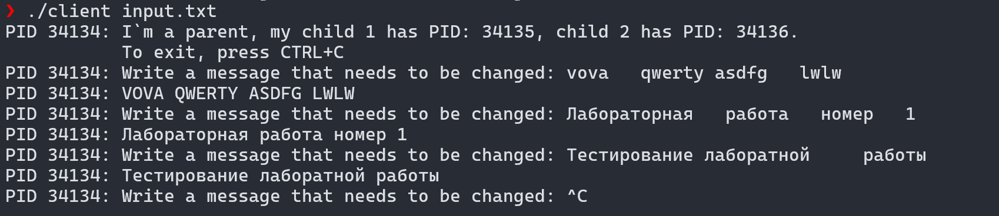 ❯ ./client input.txt
PID 34134: I`m a parent, my child 1 has PID: 34135, child 2 has PID: 34136.
           To exit, press CTRL+C
PID 34134: Write a message that needs to be changed: vova   qwerty asdfg   lwlw
PID 34134: VOVA QWERTY ASDFG LWLW
PID 34134: Write a message that needs to be changed: Лабораторная   работа   номер   1
PID 34134: Лабораторная работа номер 1
PID 34134: Write a message that needs to be changed: Тестирование лаборатной     работы
PID 34134: Тестирование лаборатной работы
PID 34134: Write a message that needs to be changed: ^C